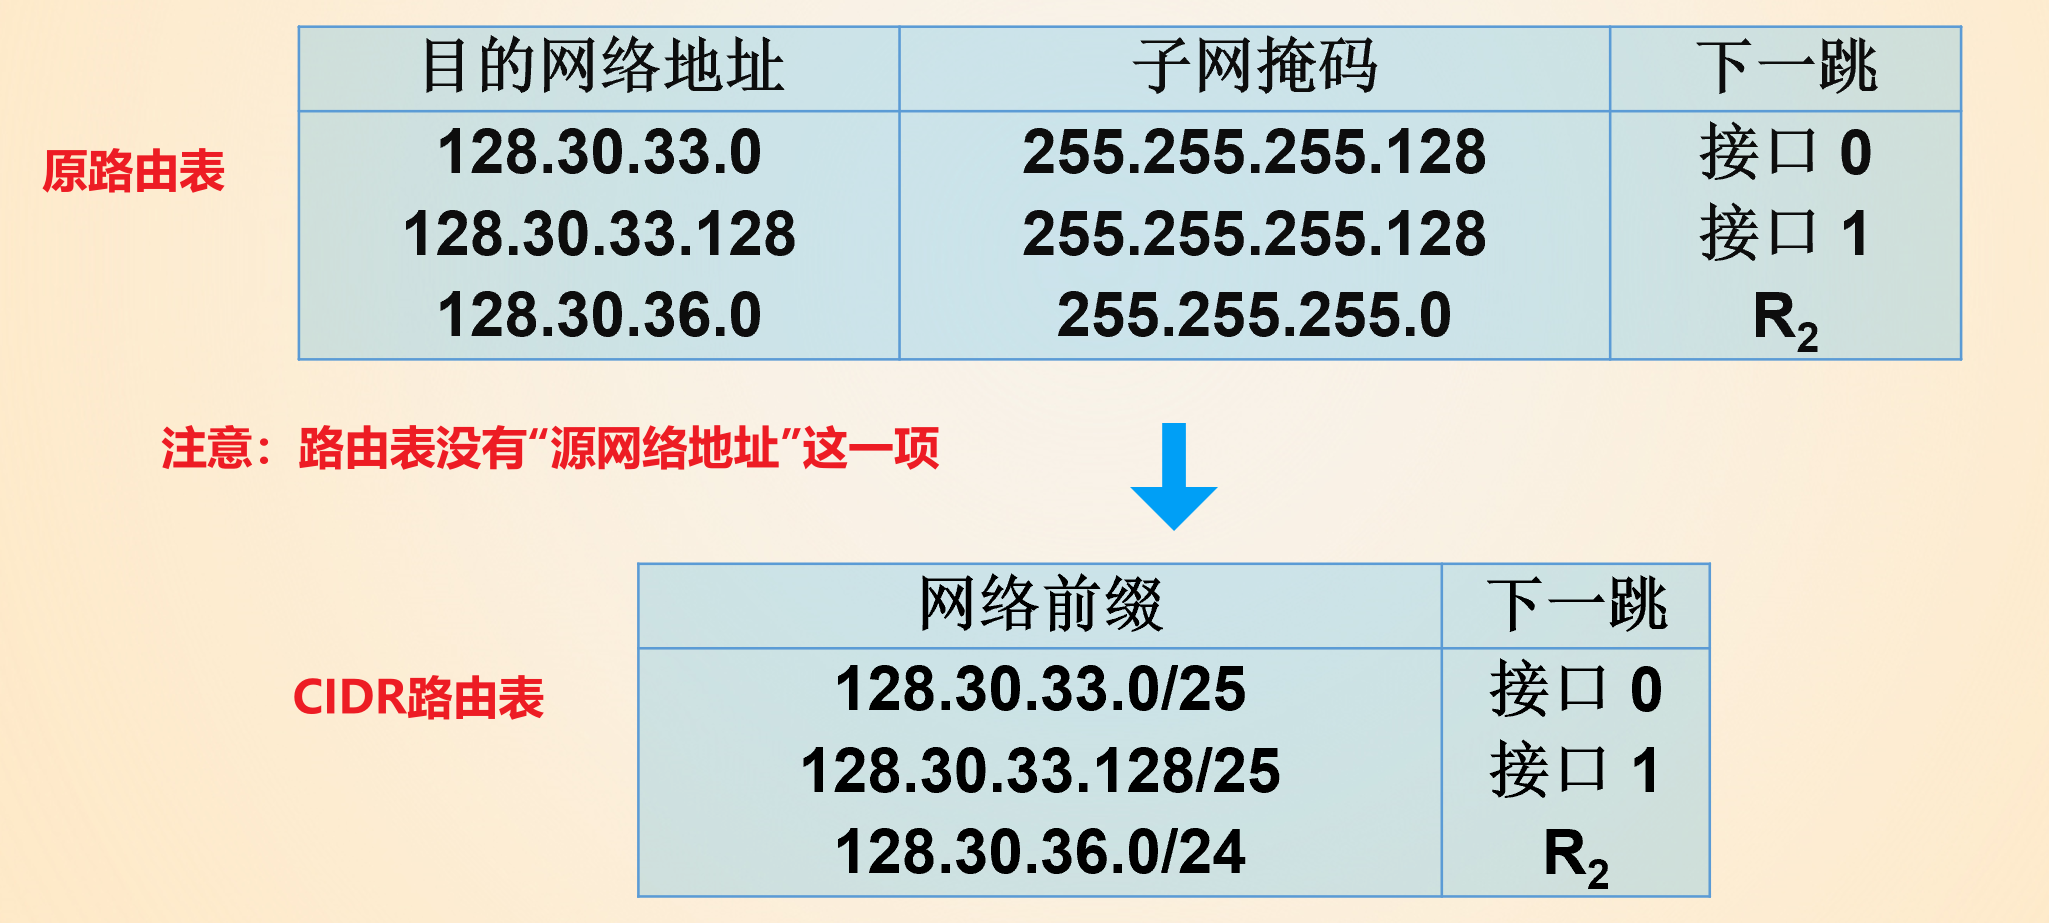 目的网络地址 子网掩码 下一跳
原路由表
128.30.33.0 255.255.255.128 接口 0
128.30.33.128 255.255.255.128 接口 1
128.30.36.0 255.255.255.0 R₂
注意：路由表没有“源网络地址”这一项
网络前缀 下一跳
CIDR路由表
128.30.33.0/25 接口 0
128.30.33.128/25 接口 1
128.30.36.0/24 R₂